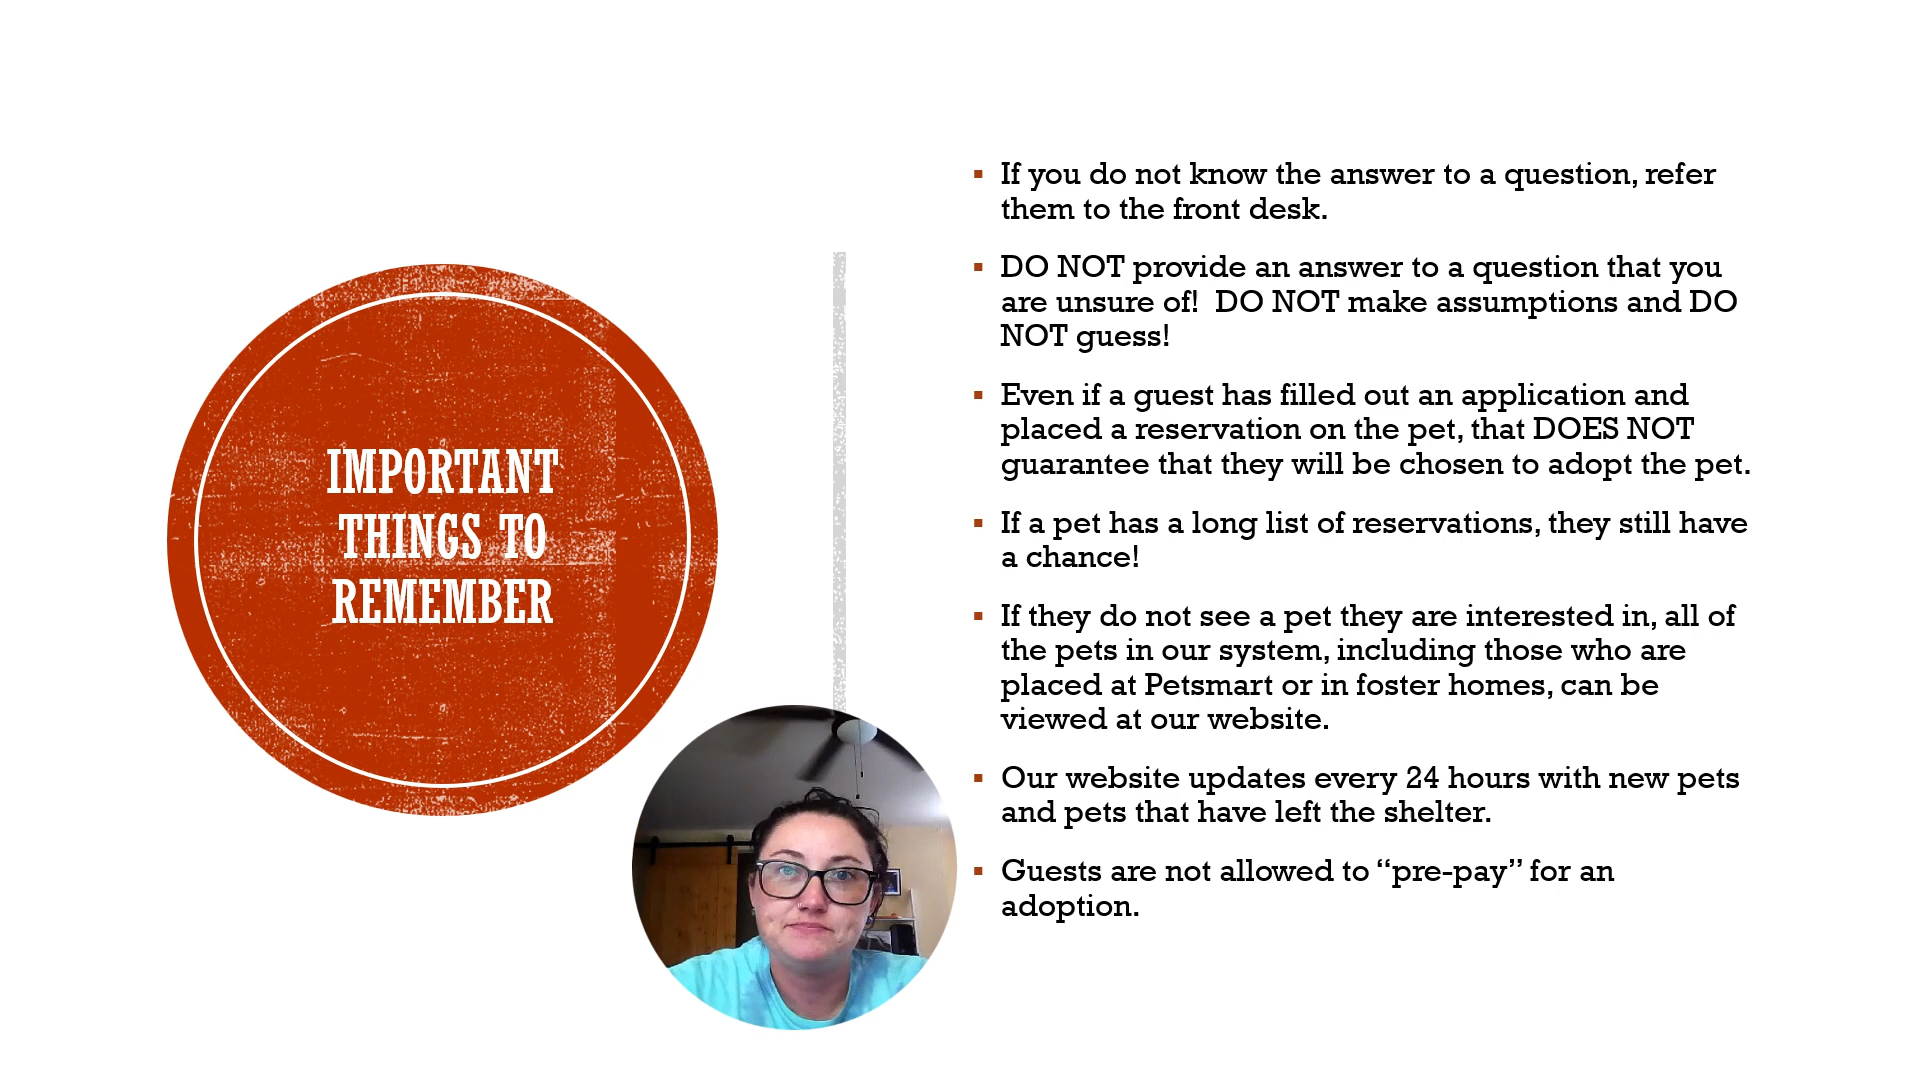 IMPORTANT
THINGS TO
REMEMBER
▪ If you do not know the answer to a question, refer
them to the front desk.
▪ DO NOT provide an answer to a question that you
are unsure of!  DO NOT make assumptions and DO
NOT guess!
▪ Even if a guest has filled out an application and
placed a reservation on the pet, that DOES NOT
guarantee that they will be chosen to adopt the pet.
▪ If a pet has a long list of reservations, they still have
a chance!
▪ If they do not see a pet they are interested in, all of
the pets in our system, including those who are
placed at Petsmart or in foster homes, can be
viewed at our website.
▪ Our website updates every 24 hours with new pets
and pets that have left the shelter.
▪ Guests are not allowed to “pre-pay” for an
adoption.